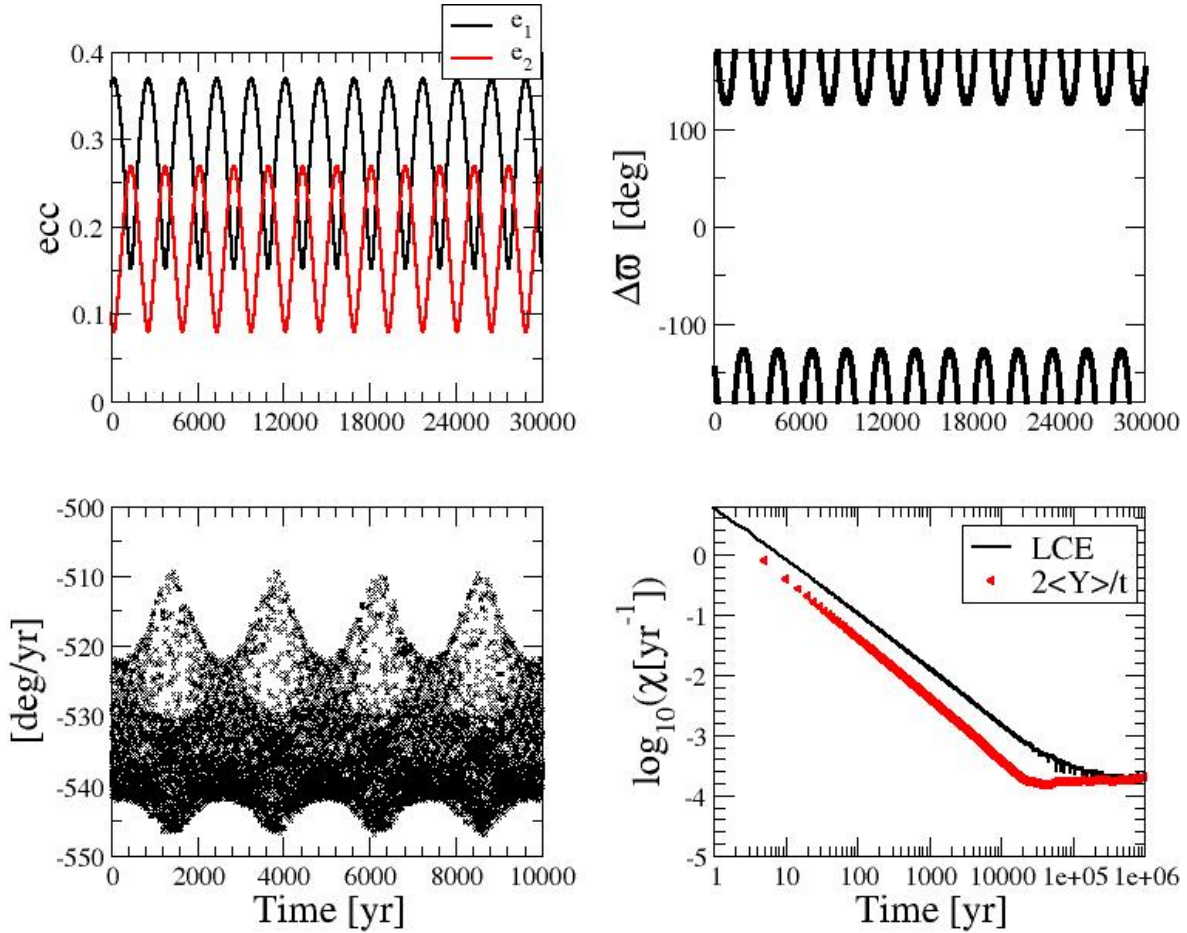 e1
e2
0.4
0.3
0.2
0.1
0
ecc
0 6000 12000 18000 24000 30000
100
0
-100
Δϖ [deg]
0 6000 12000 18000 24000 30000
-500
-510
-520
-530
-540
-550
[deg/yr]
0 2000 4000 6000 8000 10000
Time [yr]
LCE
2<Y>/t
0
-1
-2
-3
-4
-5
log10(χ[yr-1])
1 10 100 1000 10000 1e+05 1e+06
Time [yr]